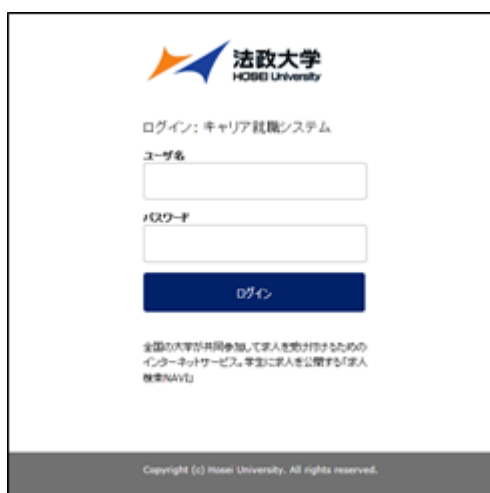 法政大学
HOSEI University
ログイン: キャリア就職システム
ユーザ名
パスワード
ログイン
全国の大学が共同参加して求人を受け付けるための
インターネットサービス。学生に求人を公開する「求人
検索NAVI」
Copyright (c) Hosei University. All rights reserved.